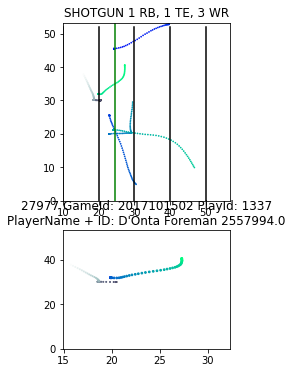 SHOTGUN 1 RB, 1 TE, 3 WR
50
40
30
20
10
0
10 20 30 40 50
27977 GameId: 2017101502 PlayId: 1337
PlayerName + ID: D'Onta Foreman 2557994.0
40
20
0
15 20 25 30